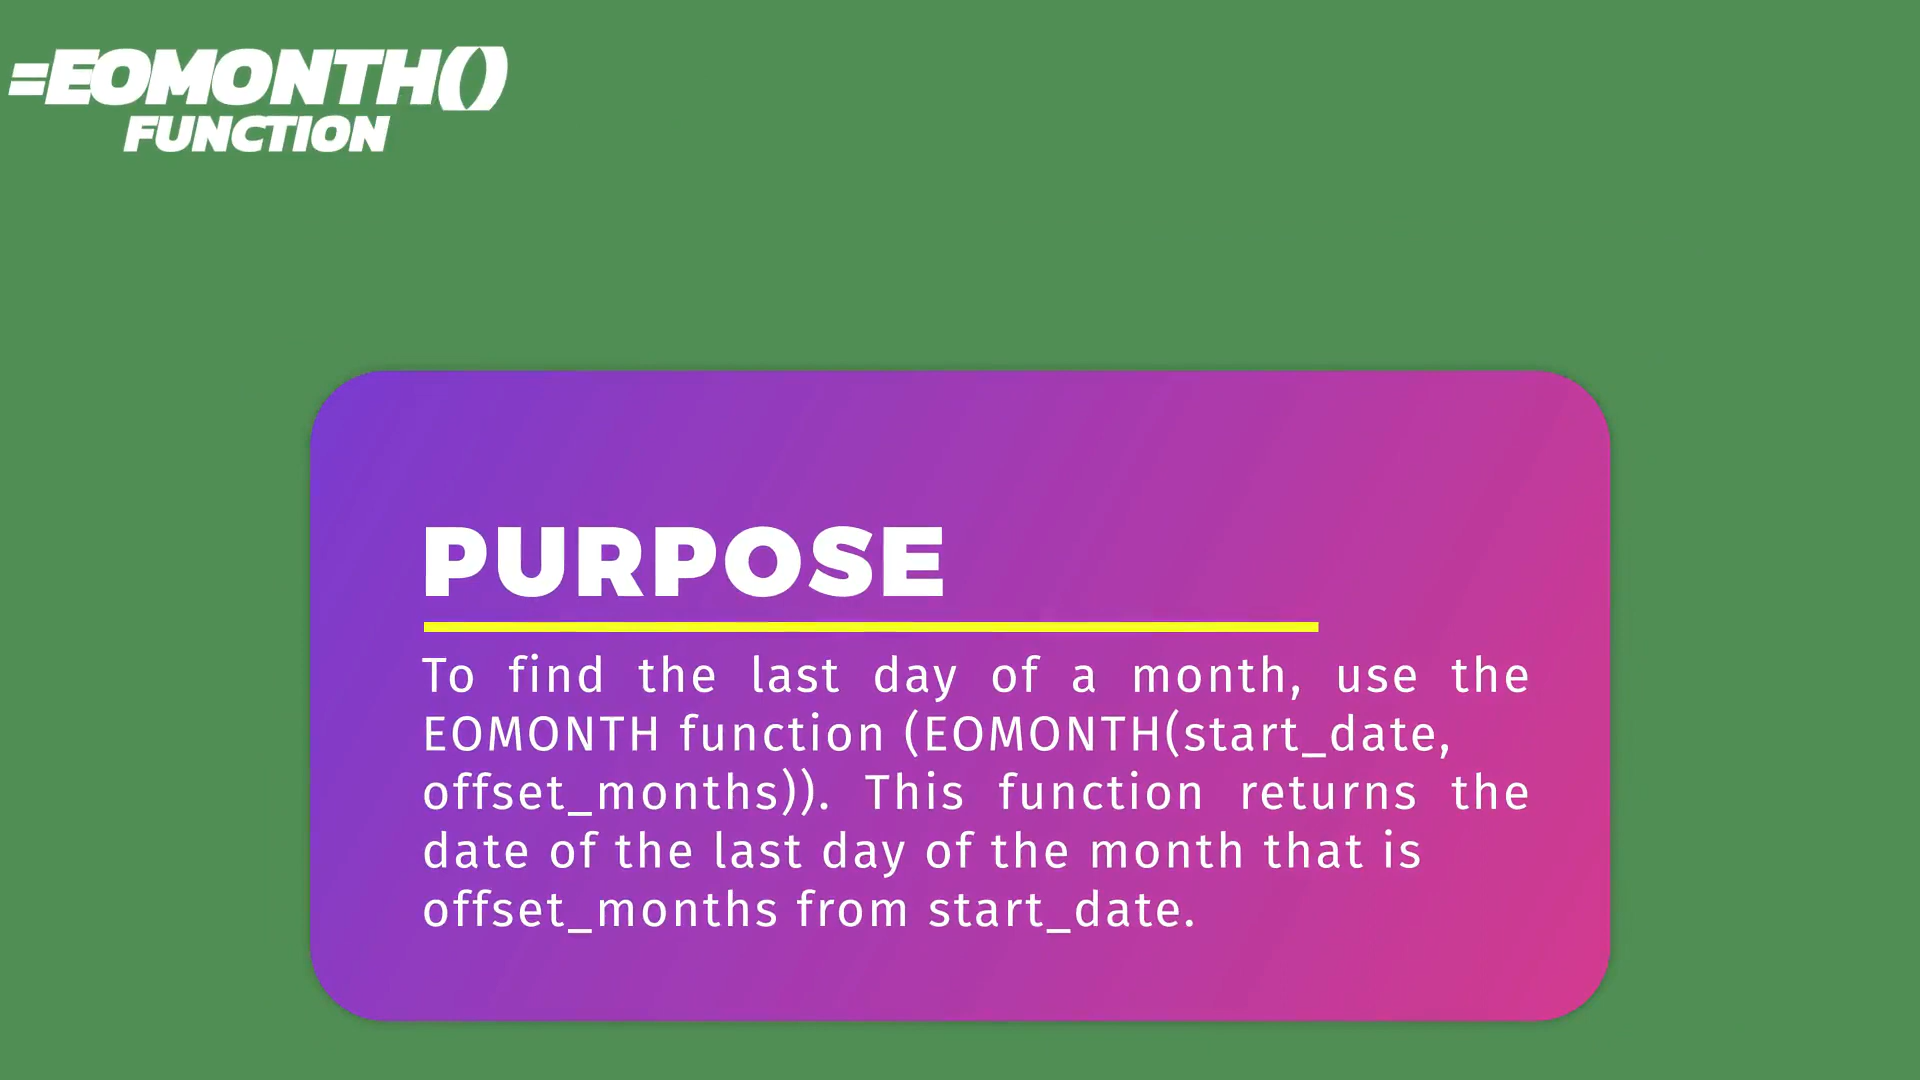 =EOMONTH()
FUNCTION
PURPOSE
To find the last day of a month, use the
EOMONTH function (EOMONTH(start_date,
offset_months)). This function returns the
date of the last day of the month that is
offset_months from start_date.